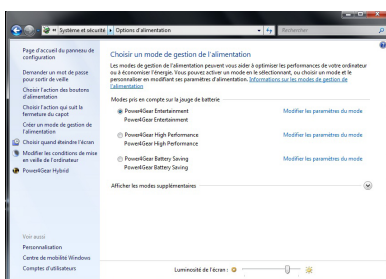 Système et sécurité
Options d'alimentation
Rechercher
Page d'accueil du panneau de
configuration
Demander un mot de passe
pour sortir de veille
Choisir l'action des boutons
d'alimentation
Choisir l'action qui suit la
fermeture du capot
Créer un mode de gestion de
l'alimentation
Choisir quand éteindre l'écran
Modifier les conditions de mise
en veille de l'ordinateur
Power4Gear Hybrid
Voir aussi
Personnalisation
Centre de mobilité Windows
Comptes d'utilisateurs
Choisir un mode de gestion de l'alimentation
Les modes de gestion de l'alimentation peuvent vous aider à optimiser les performances de votre ordinateur
ou à économiser l'énergie. Vous pouvez activer un mode en le sélectionnant, ou choisir un mode et le
personnaliser en modifiant ses paramètres d'alimentation. Informations sur les modes de gestion de
l'alimentation
Modes pris en compte sur la jauge de batterie
Power4Gear Entertainment Modifier les paramètres du mode
Power4Gear Entertainment
Power4Gear High Performance Modifier les paramètres du mode
Power4Gear High Performance
Power4Gear Battery Saving Modifier les paramètres du mode
Power4Gear Battery Saving
Afficher les modes supplémentaires
Luminosité de l'écran :